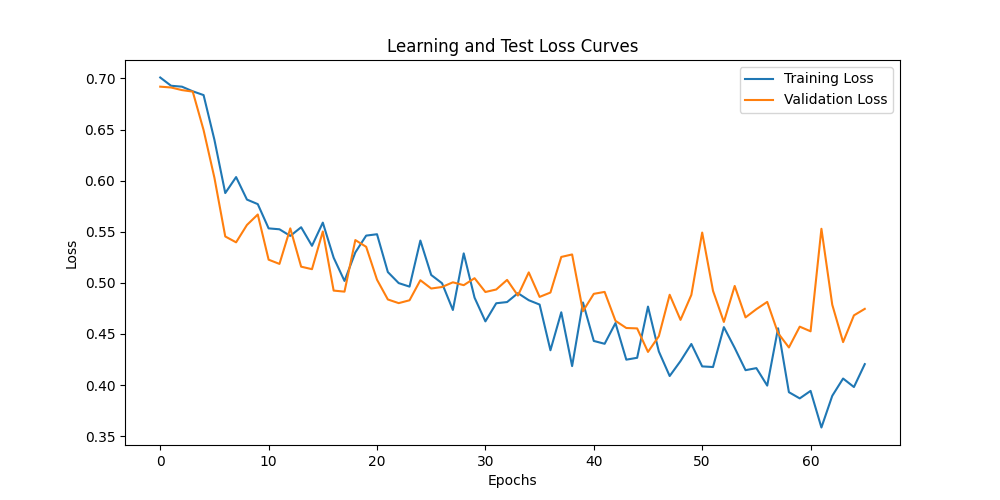 Learning and Test Loss Curves
Training Loss
Validation Loss
0.70
0.65
0.60
0.55
0.50
0.45
0.40
0.35
Loss
0 10 20 30 40 50 60
Epochs